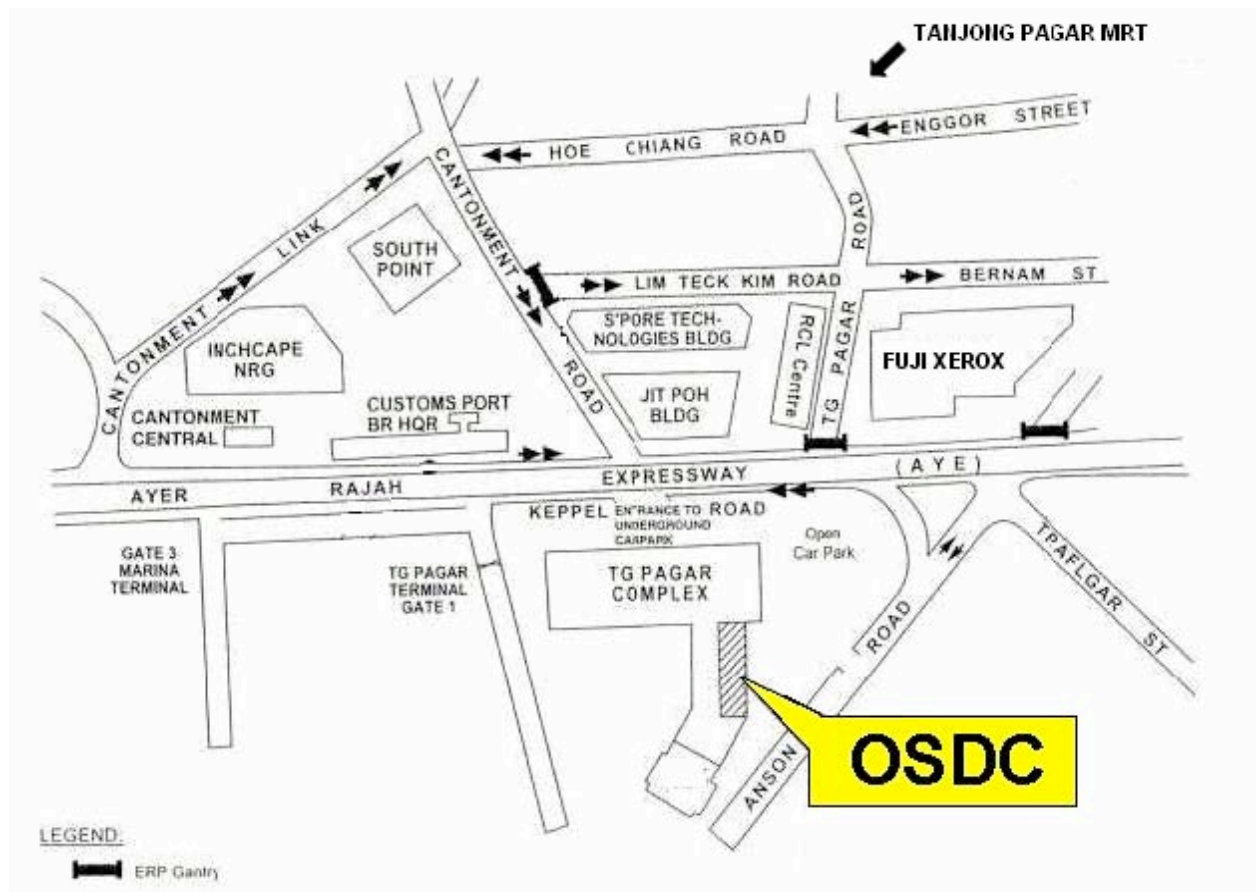 TANJONG PAGAR MRT
ENGGOR STREET
HOE CHIANG ROAD
CANTONMENT ROAD
CANTONMENT LINK
SOUTH
POINT
TG PAGAR ROAD
LIM TECK KIM ROAD
BERNAM ST
S'PORE TECH-
NOLOGIES BLDG
RCL Centre
INCHCAPE
NRG
FUJI XEROX
JIT POH
BLDG
CUSTOMS PORT
BR HQR
CANTONMENT
CENTRAL
AYER RAJAH EXPRESSWAY (AYE)
KEPPEL ROAD
ENTRANCE TO
UNDERGROUND
CARPARK
Open
Car Park
GATE 3
MARINA
TERMINAL
TG PAGAR
TERMINAL
GATE 1
TG PAGAR
COMPLEX
TPAFLGAR ST
ANSON ROAD
OSDC
LEGEND:
ERP Gantry